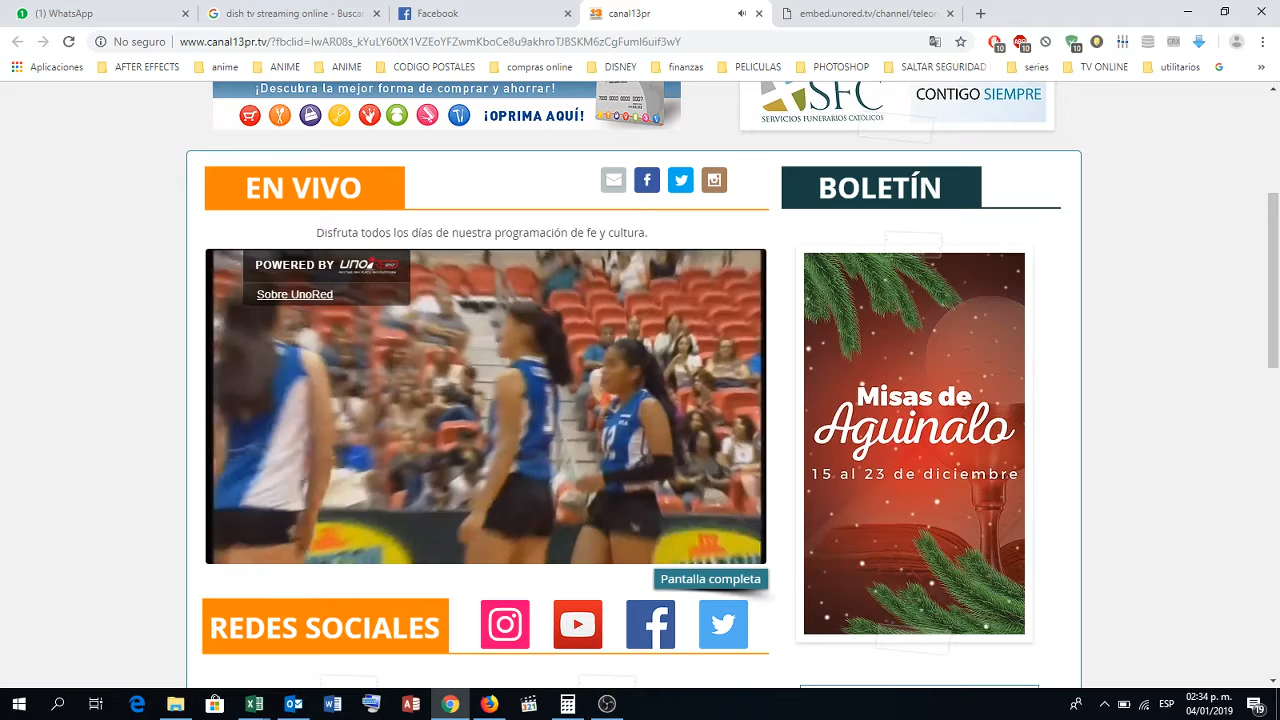 WhatsApp
dish tv streaming online - Buscar
Facebook
canal13pr
embed.unored.tv/channel/teleor
No seguro
www.canal13pr.tv/?fbclid=IwAR08s_kYuLY60tX1VZEoYFZwmKboCe8u9akhroTIBSKM6zCgFumI6uif3wY
Aplicaciones
AFTER EFFECTS
anime
ANIME
ANIME
CODIGO POSTALES
compras online
DISNEY
finanzas
PELICULAS
PHOTOSHOP
SALTAR SEGURIDAD
series
TV ONLINE
utilitarios
¡Descubra la mejor forma de comprar y ahorrar!
¡OPRIMA AQUÍ!
SFC
SERVICIOS FUNERARIOS CATÓLICOS
CONTIGO SIEMPRE
EN VIVO
BOLETÍN
Disfruta todos los días de nuestra programación de fe y cultura.
POWERED BY UNORED
Sobre UnoRed
Misas de
Aguinalo
15 al 23 de diciembre
12
Pantalla completa
REDES SOCIALES
ESP
02:34 p. m.
04/01/2019